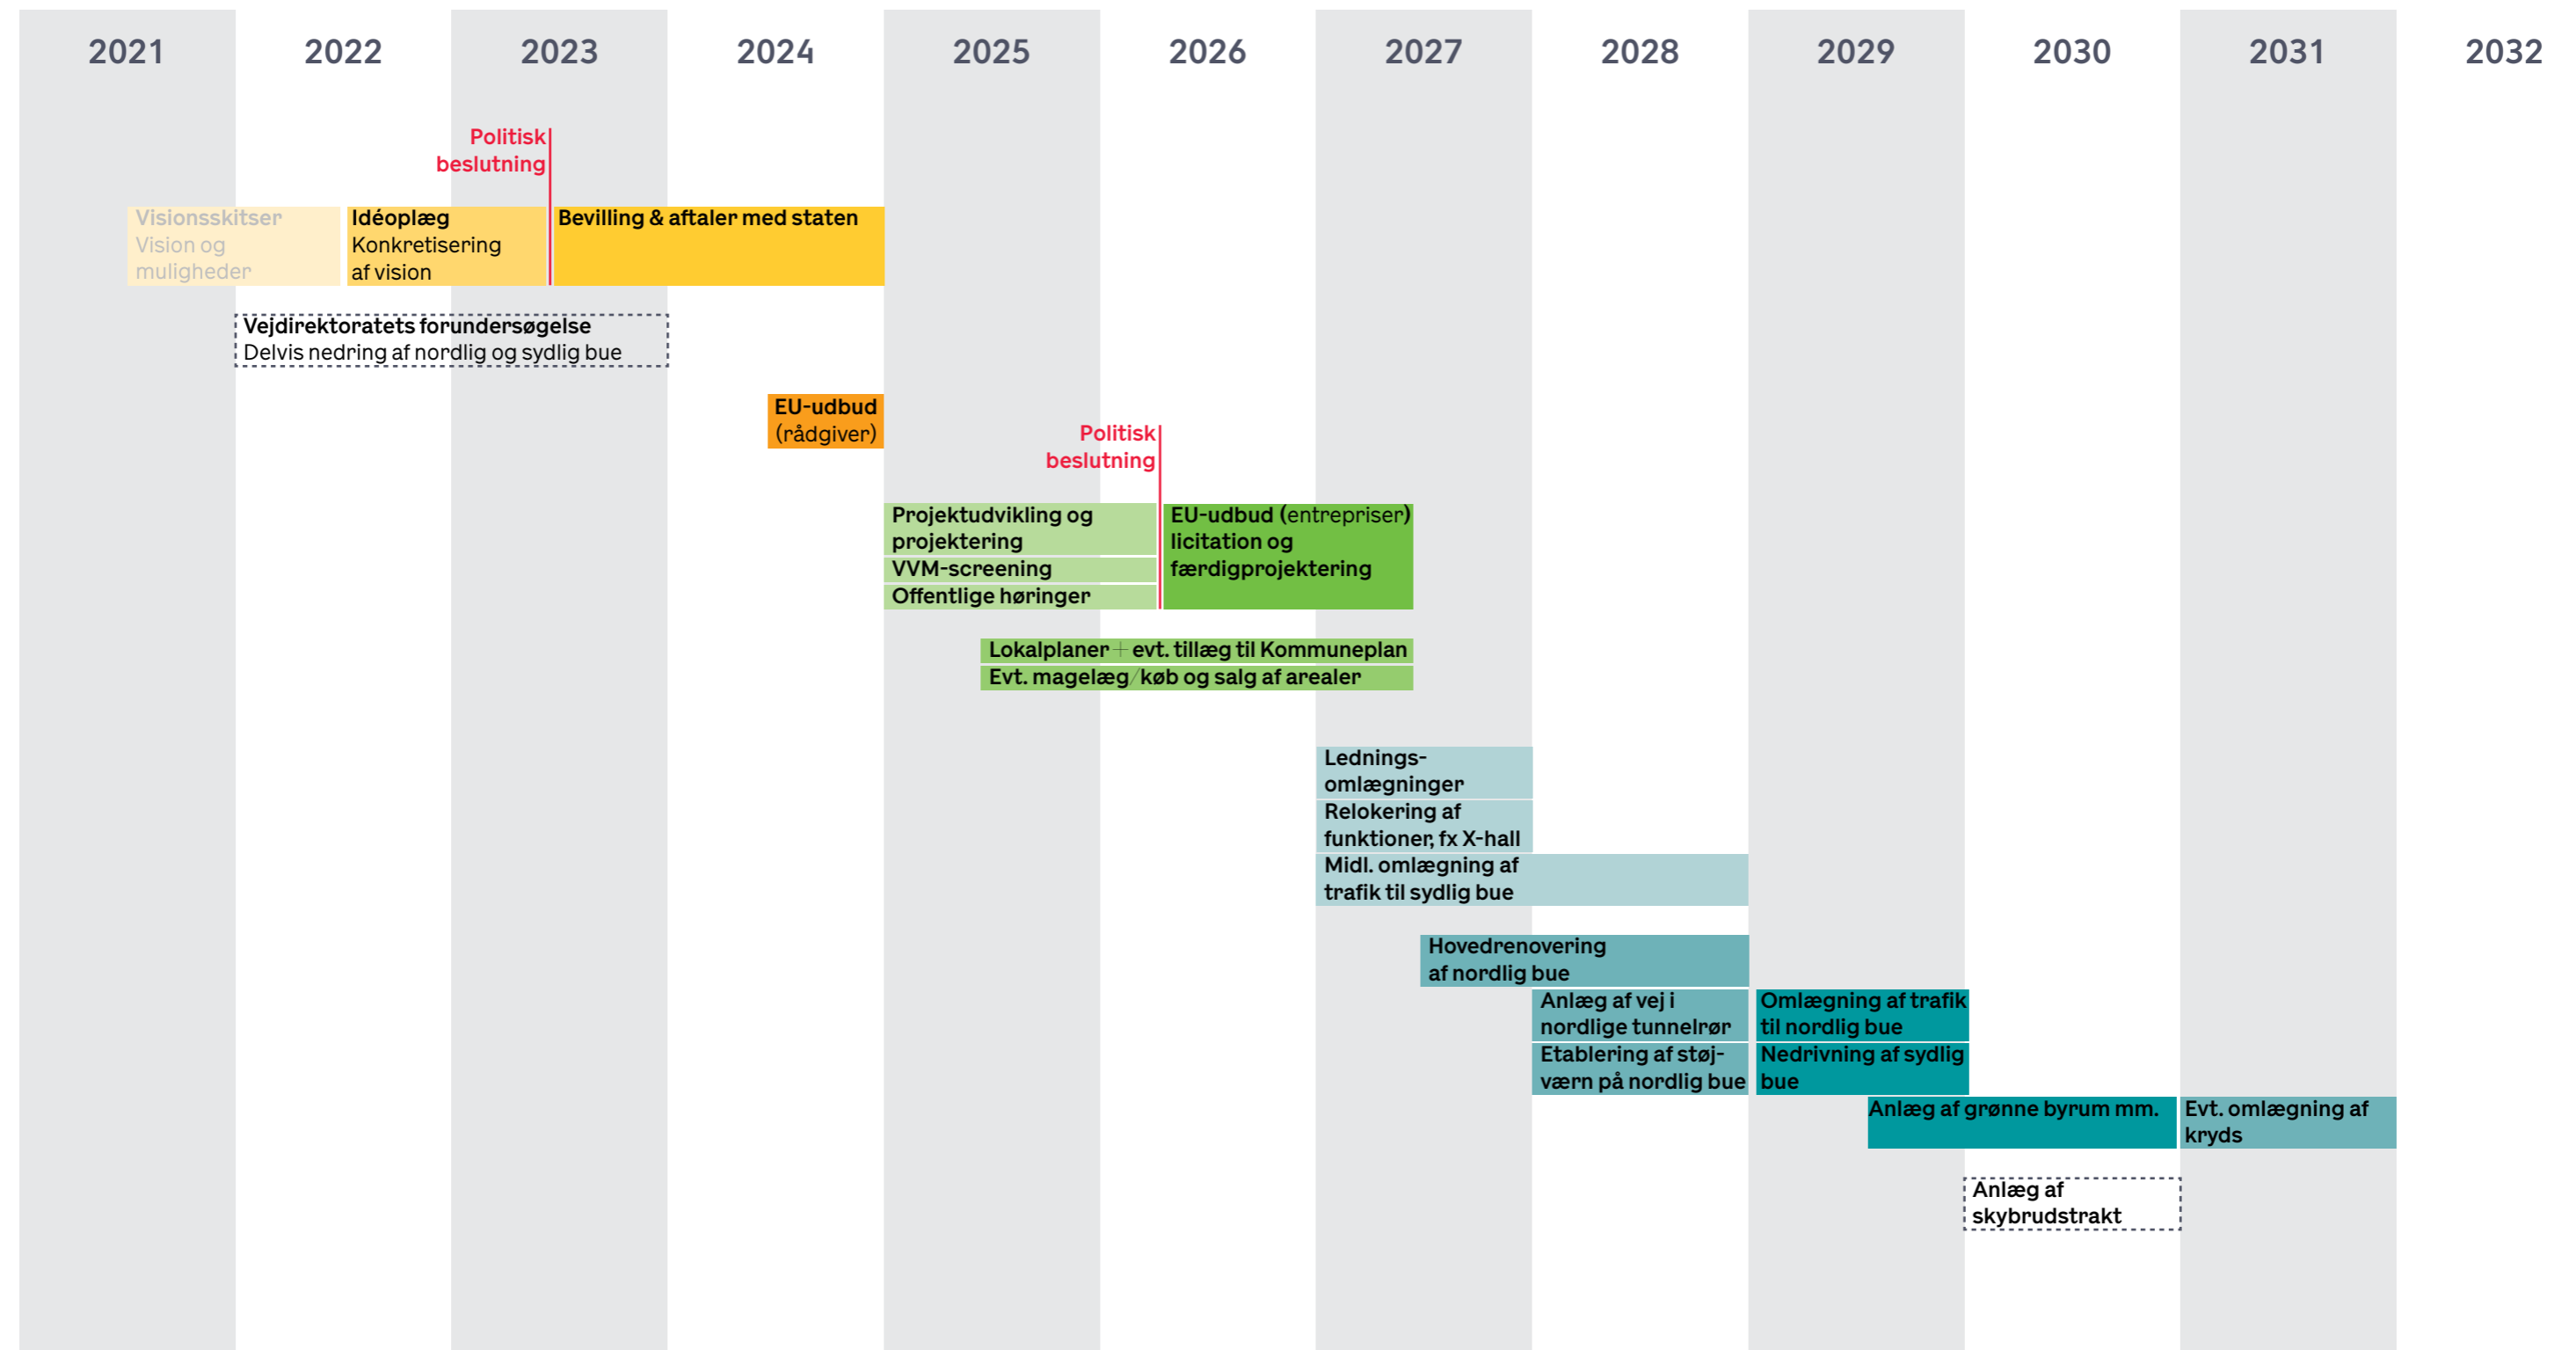 2021 2022 2023 2024 2025 2026 2027 2028 2029 2030 2031 2032
Politisk
beslutning
Visionsskitser
Vision og
muligheder
Idéoplæg
Konkretisering
af vision
Bevilling & aftaler med staten
Vejdirektoratets forundersøgelse
Delvis nedring af nordlig og sydlig bue
EU-udbud
(rådgiver)
Politisk
beslutning
Projektudvikling og
projektering
VVM-screening
Offentlige høringer
EU-udbud (entrepriser)
licitation og
færdigprojektering
Lokalplaner + evt. tillæg til Kommuneplan
Evt. magelæg/køb og salg af arealer
Lednings-
omlægninger
Relokering af
funktioner, fx X-hall
Midl. omlægning af
trafik til sydlig bue
Hovedrenovering
af nordlig bue
Anlæg af vej i
nordlige tunnelrør
Omlægning af trafik
til nordlig bue
Etablering af støj-
værn på nordlig bue
Nedrivning af sydlig
bue
Anlæg af grønne byrum mm.
Evt. omlægning af
kryds
Anlæg af
skybrudstrakt